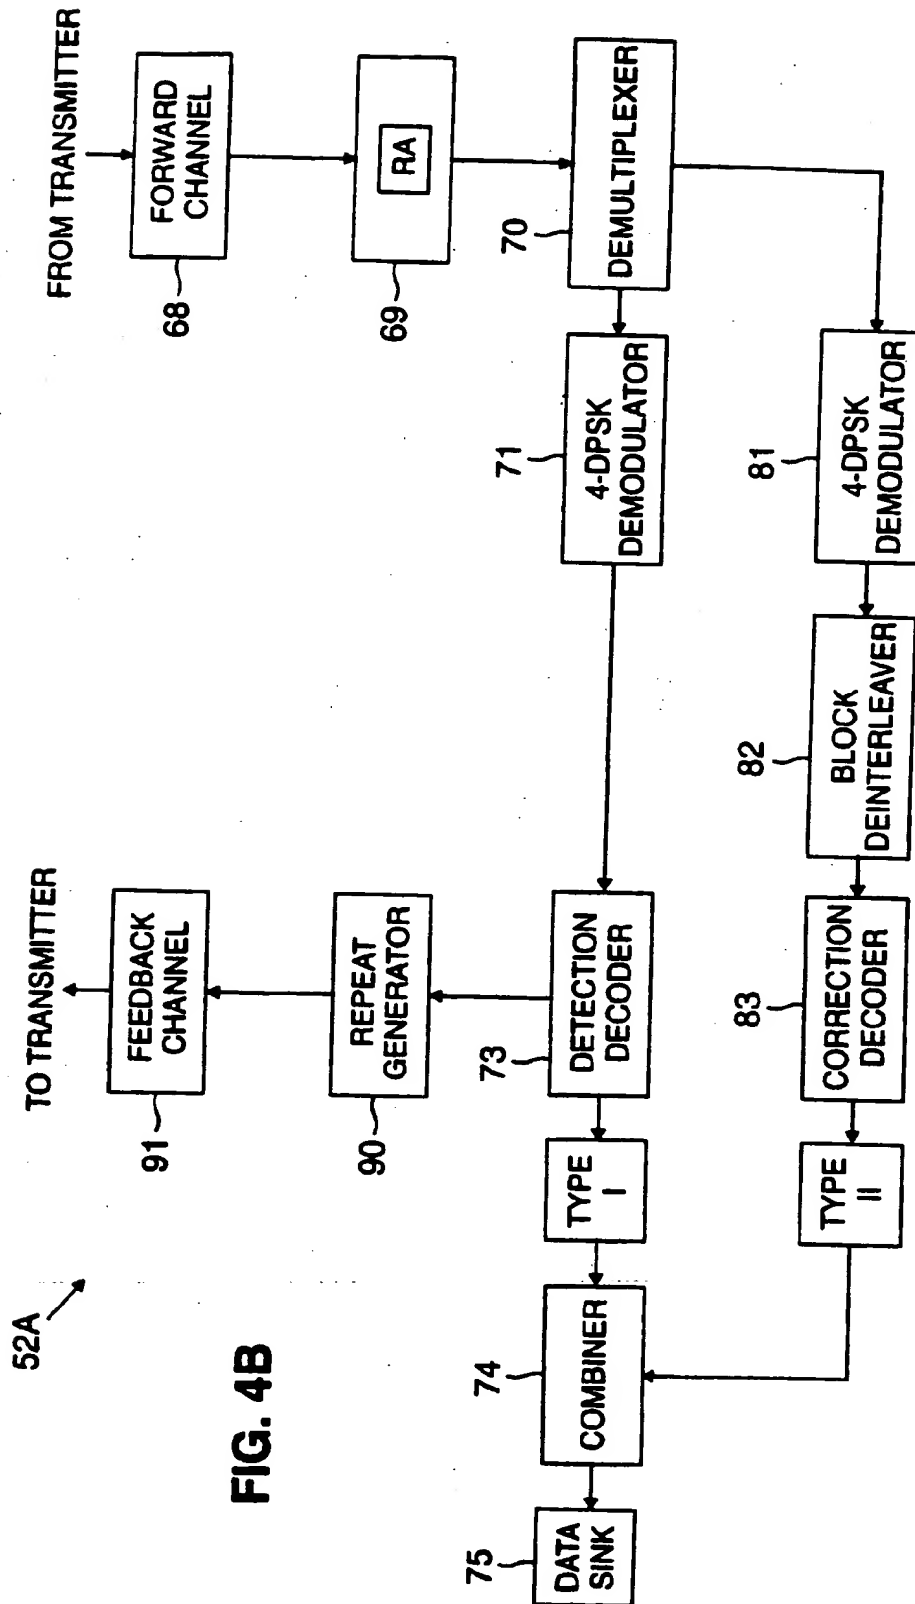 FROM TRANSMITTER
FORWARD
CHANNEL
68
RA
69
DEMULTIPLEXER
70
4-DPSK
DEMODULATOR
71
4-DPSK
DEMODULATOR
81
BLOCK
DEINTERLEAVER
82
CORRECTION
DECODER
83
TYPE
II
DETECTION
DECODER
73
REPEAT
GENERATOR
90
FEEDBACK
CHANNEL
91
TO TRANSMITTER
TYPE
I
COMBINER
74
DATA
SINK
75
52A
FIG. 4B